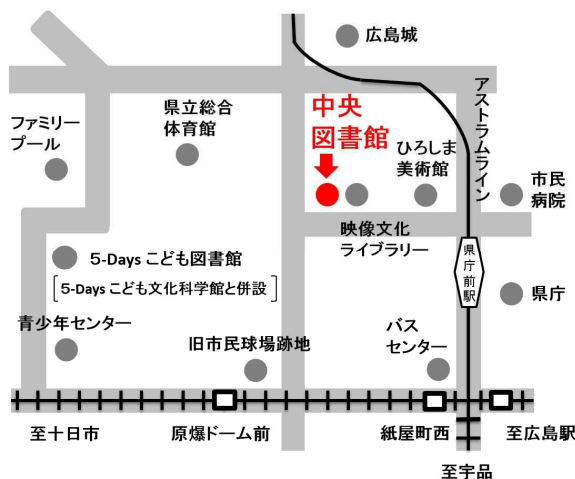 広島城
アストラムライン
中央
図書館
県立総合
体育館
ファミリー
プール
ひろしま
美術館
市民
病院
映像文化
ライブラリー
5-Days こども図書館
[5-Days こども文化科学館と併設]
県庁前駅
県庁
青少年センター
旧市民球場跡地
バス
センター
至十日市
原爆ドーム前
紙屋町西
至広島駅
至宇品